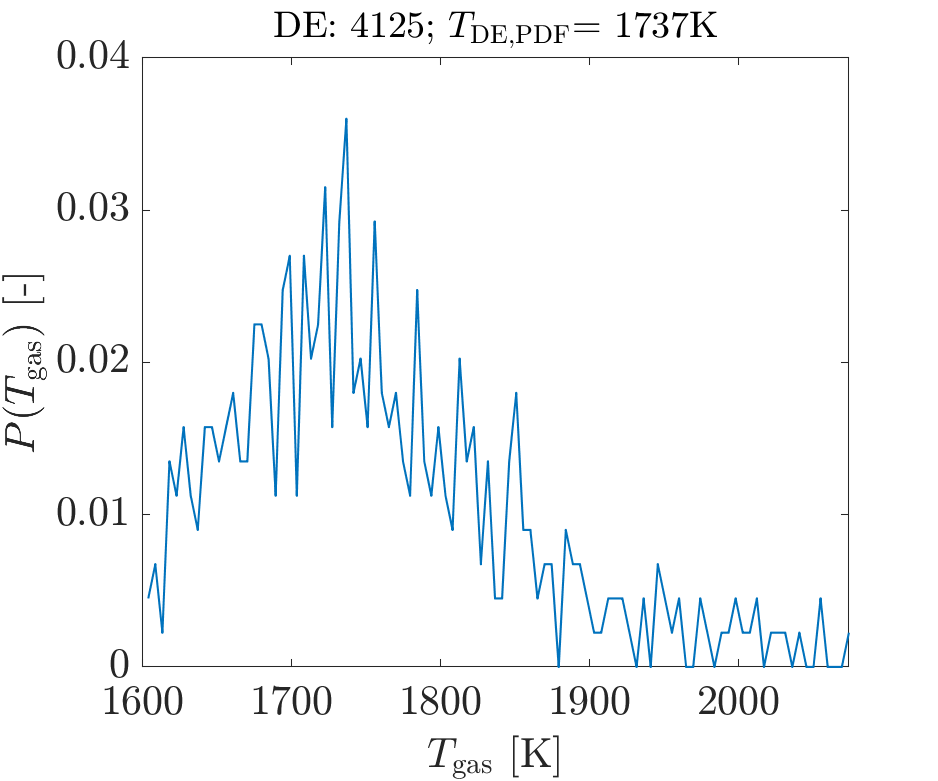 DE: 4125; T_DE,PDF= 1737K
0.04
0.03
0.02
0.01
0
P(T_gas) [-]
1600 1700 1800 1900 2000
T_gas [K]